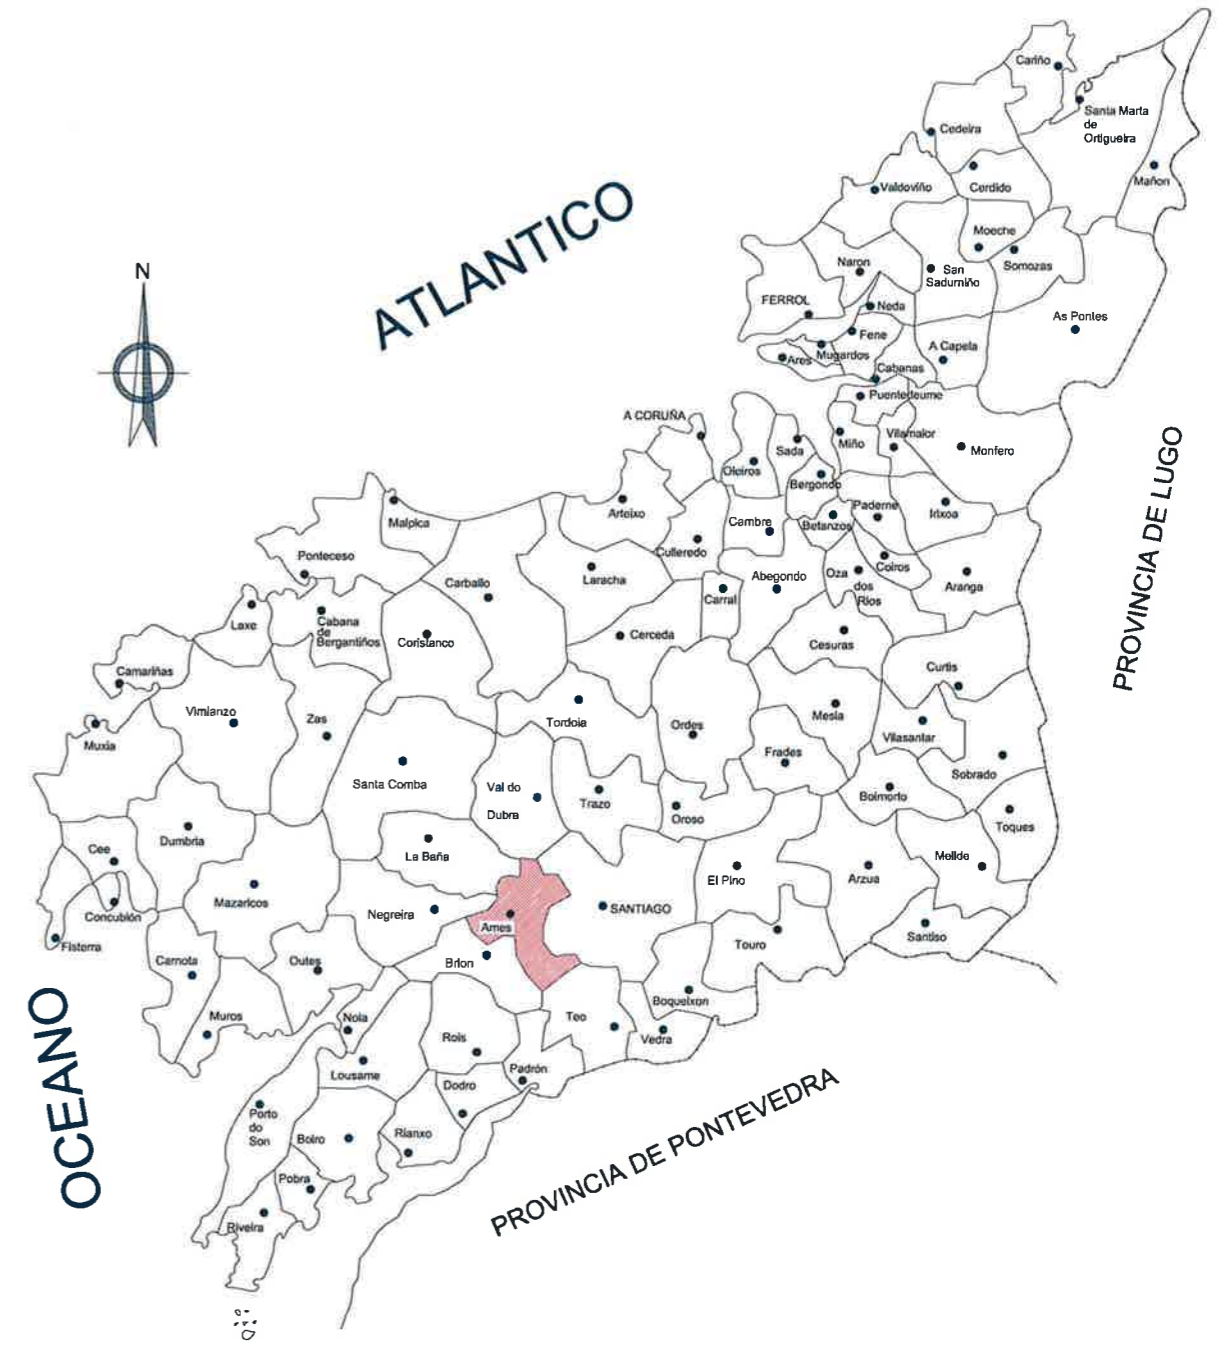 Cariño
Santa Marta
de
Ortigueira
Cedeira
Mañon
Cerdido
Valdoviño
Moeche
Somozas
Naron
San
Sadurniño
FERROL
Neda
As Pontes
Fene
A Capela
Mugardos
Ares
Cabanas
Puentedeume
ATLANTICO
N
A CORUÑA
Miño
Vilamaior
Monfero
Sada
Oleiros
Bergondo
Paderne
Irixoa
Arteixo
Cambre
Betanzos
Malpica
Culleredo
Ponteceso
Coiros
Laracha
Abegondo
Oza
dos
Rios
Aranga
Carballo
Carral
Laxe
Cabana
de
Bergantiños
Coristanco
Cerceda
Cesuras
Curtis
PROVINCIA DE LUGO
Camariñas
Vimianzo
Zas
Tordoia
Ordes
Mesia
Vilasantar
Muxia
Frades
Sobrado
Santa Comba
Val do
Dubra
Trazo
Boimorto
Oroso
Toques
Dumbria
Cee
La Baña
Mellde
El Pino
Arzua
Mazaricos
Negreira
SANTIAGO
Concubión
Ames
Santiso
Touro
Fisterra
Carnota
Outes
Brion
Boqueixon
Muros
Noia
Teo
Vedra
Rois
Lousame
Padrón
Dodro
OCEANO
Porto
do
Son
Boiro
Rianxo
PROVINCIA DE PONTEVEDRA
Pobra
Riveira